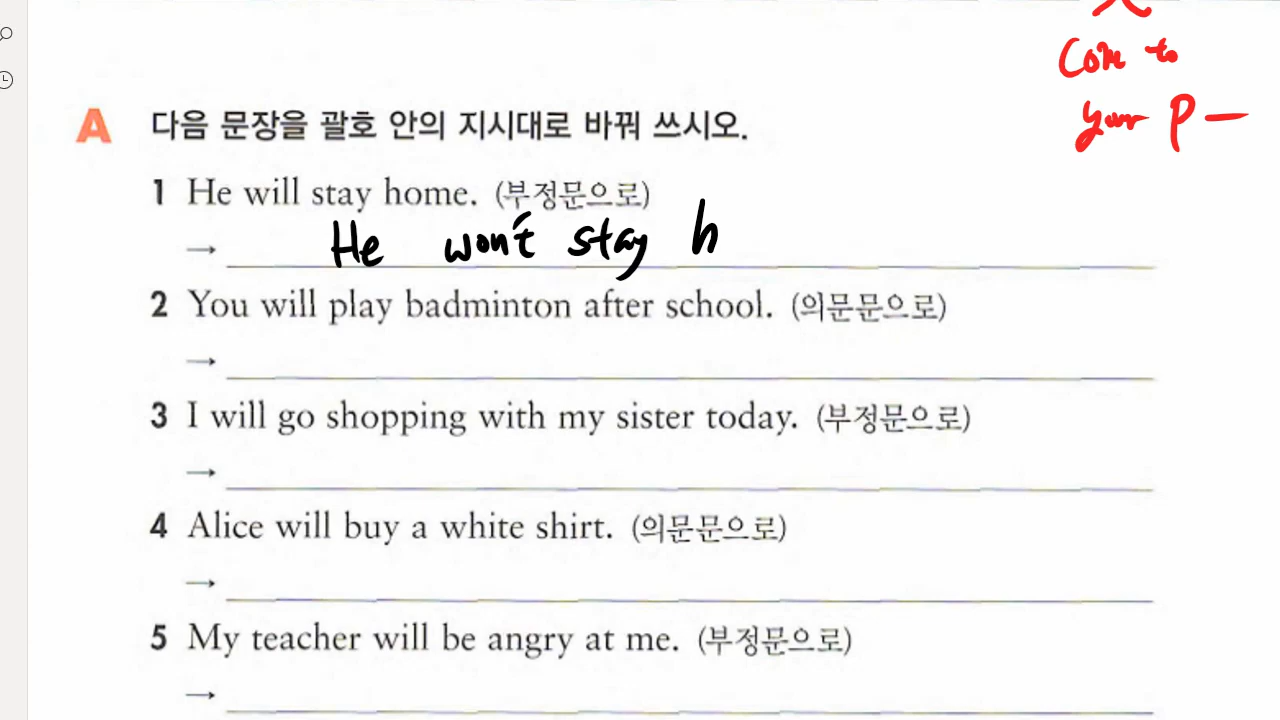 Come to
your P —
A 다음 문장을 괄호 안의 지시대로 바꿔 쓰시오.
1 He will stay home. (부정문으로)
→ He won't stay h
2 You will play badminton after school. (의문문으로)
→
3 I will go shopping with my sister today. (부정문으로)
→
4 Alice will buy a white shirt. (의문문으로)
→
5 My teacher will be angry at me. (부정문으로)
→